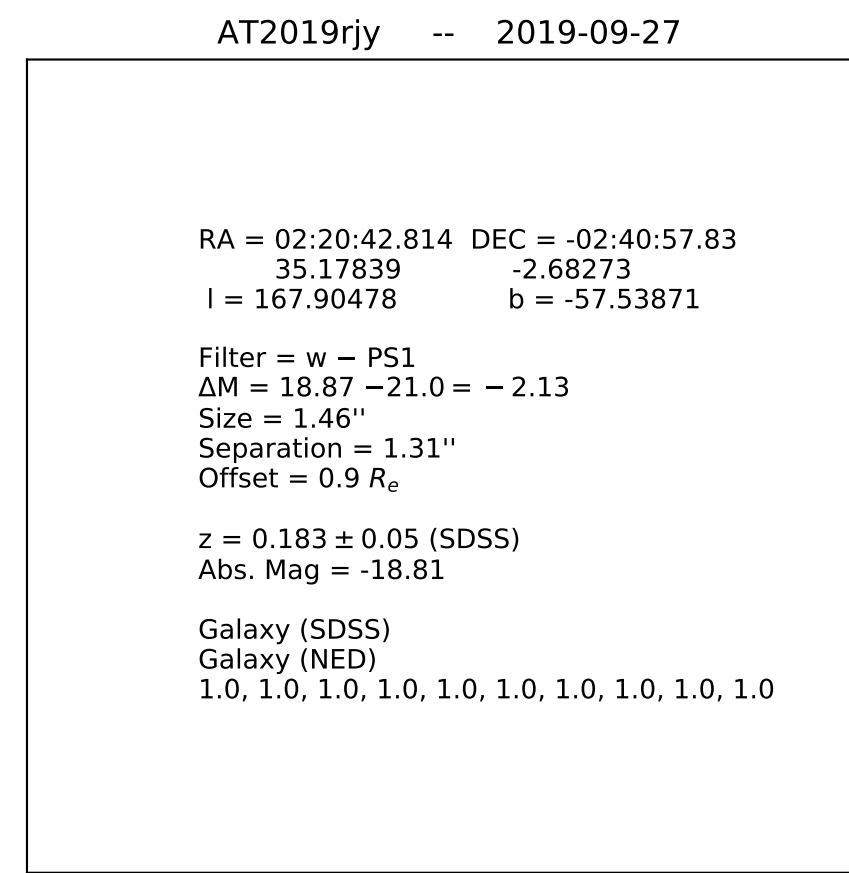 AT2019rjy -- 2019-09-27
RA = 02:20:42.814 DEC = -02:40:57.83
35.17839 -2.68273
l = 167.90478 b = -57.53871
Filter = w − PS1
ΔM = 18.87 −21.0 = − 2.13
Size = 1.46''
Separation = 1.31''
Offset = 0.9 Rₑ
z = 0.183 ± 0.05 (SDSS)
Abs. Mag = -18.81
Galaxy (SDSS)
Galaxy (NED)
1.0, 1.0, 1.0, 1.0, 1.0, 1.0, 1.0, 1.0, 1.0, 1.0